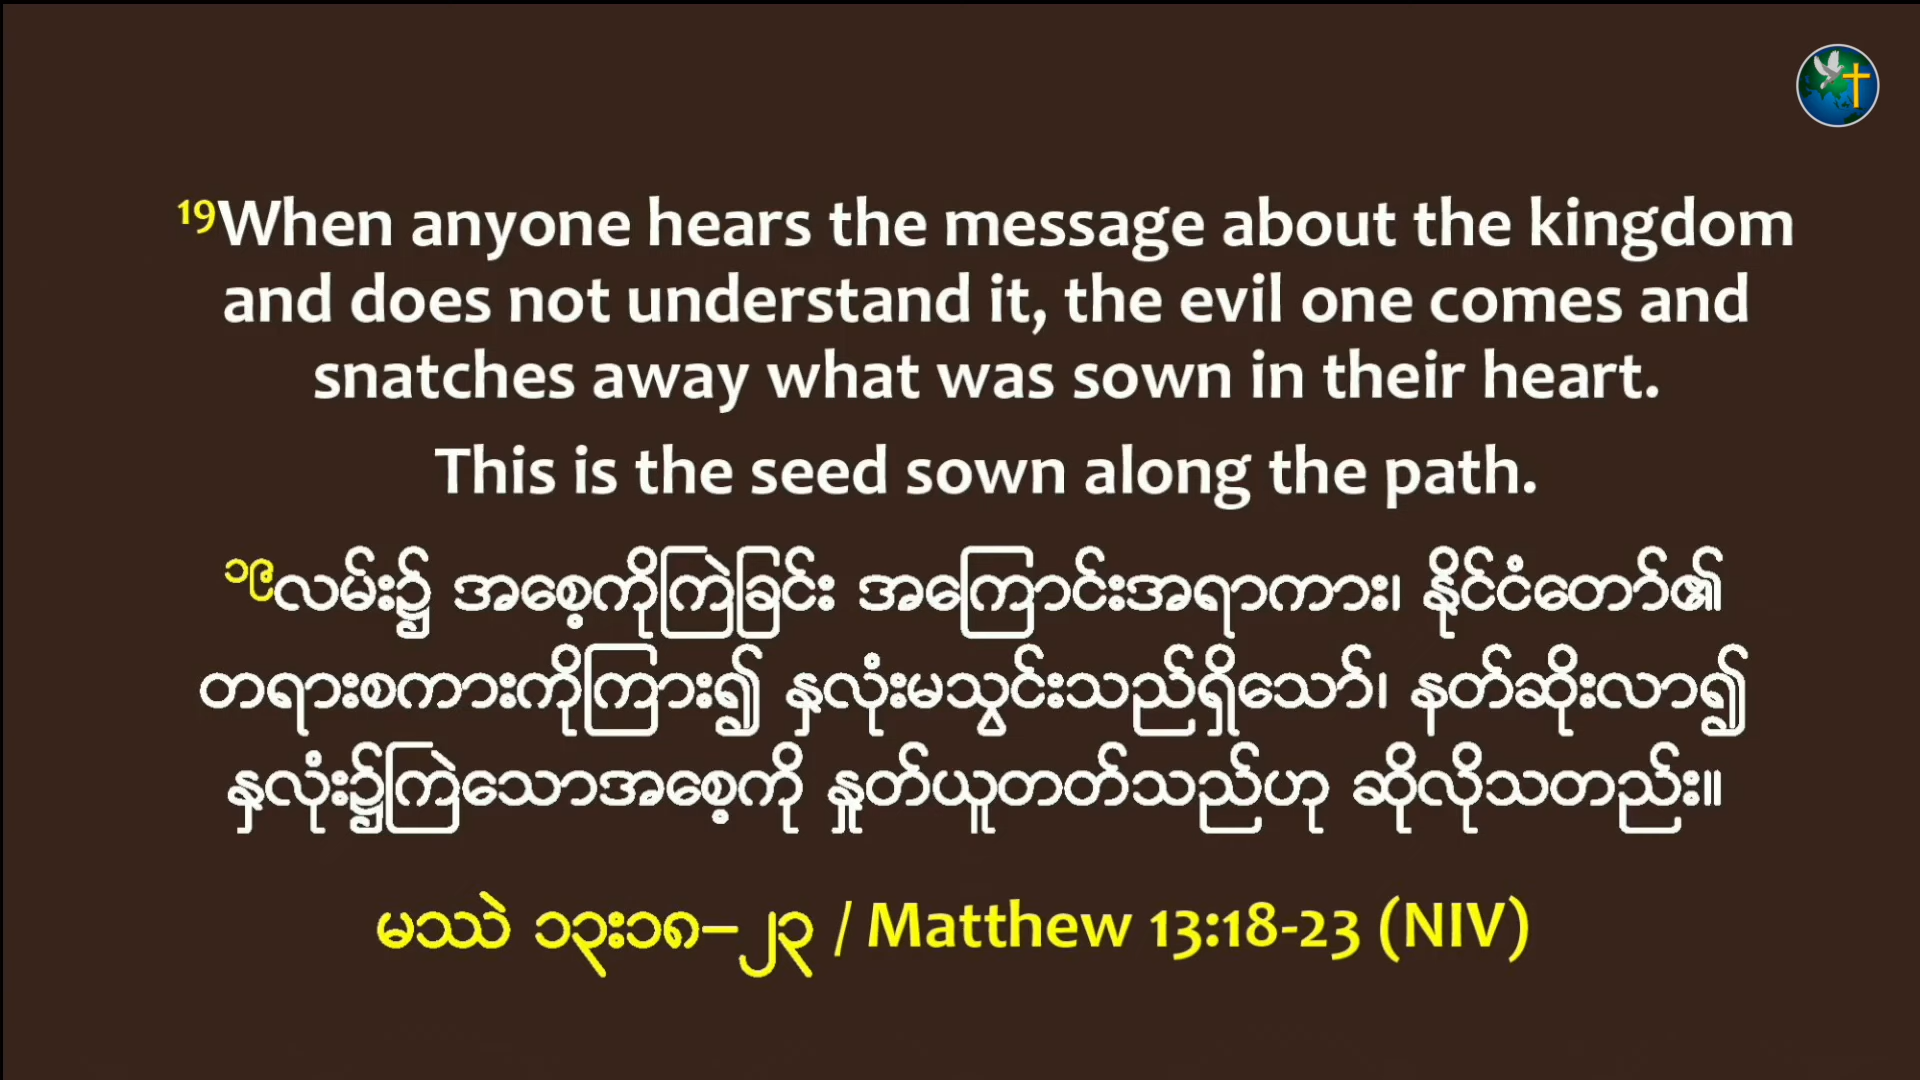 ¹⁹When anyone hears the message about the kingdom
and does not understand it, the evil one comes and
snatches away what was sown in their heart.
This is the seed sown along the path.
၁၉လမ်း၌ အစေ့ကိုကြဲခြင်း အကြောင်းအရာကား၊ နိုင်ငံတော်၏
တရားစကားကိုကြား၍ နှလုံးမသွင်းသည်ရှိသော်၊ နတ်ဆိုးလာ၍
နှလုံး၌ကြဲသောအစေ့ကို နှုတ်ယူတတ်သည်ဟု ဆိုလိုသတည်း။
မဿဲ ၁၃း၁၈–၂၃ / Matthew 13:18-23 (NIV)